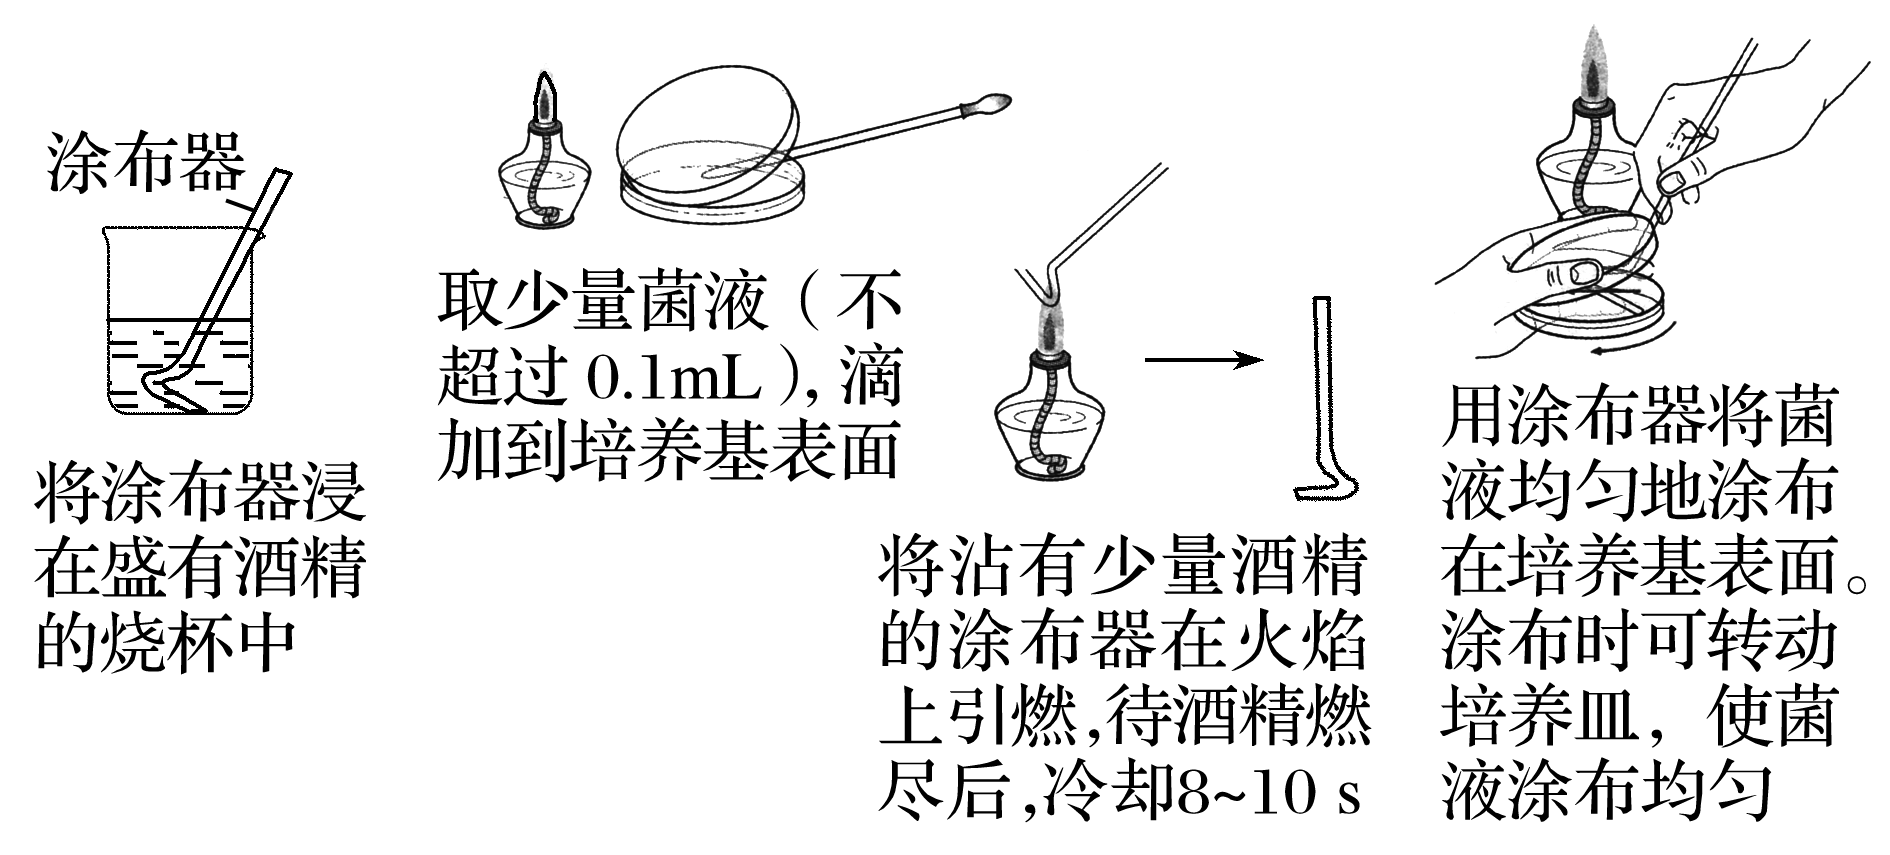 涂布器
将涂布器浸
在盛有酒精
的烧杯中
取少量菌液（不
超过 0.1mL），滴
加到培养基表面
将沾有少量酒精
的涂布器在火焰
上引燃，待酒精燃
尽后，冷却8~10 s
用涂布器将菌
液均匀地涂布
在培养基表面。
涂布时可转动
培养皿，使菌
液涂布均匀